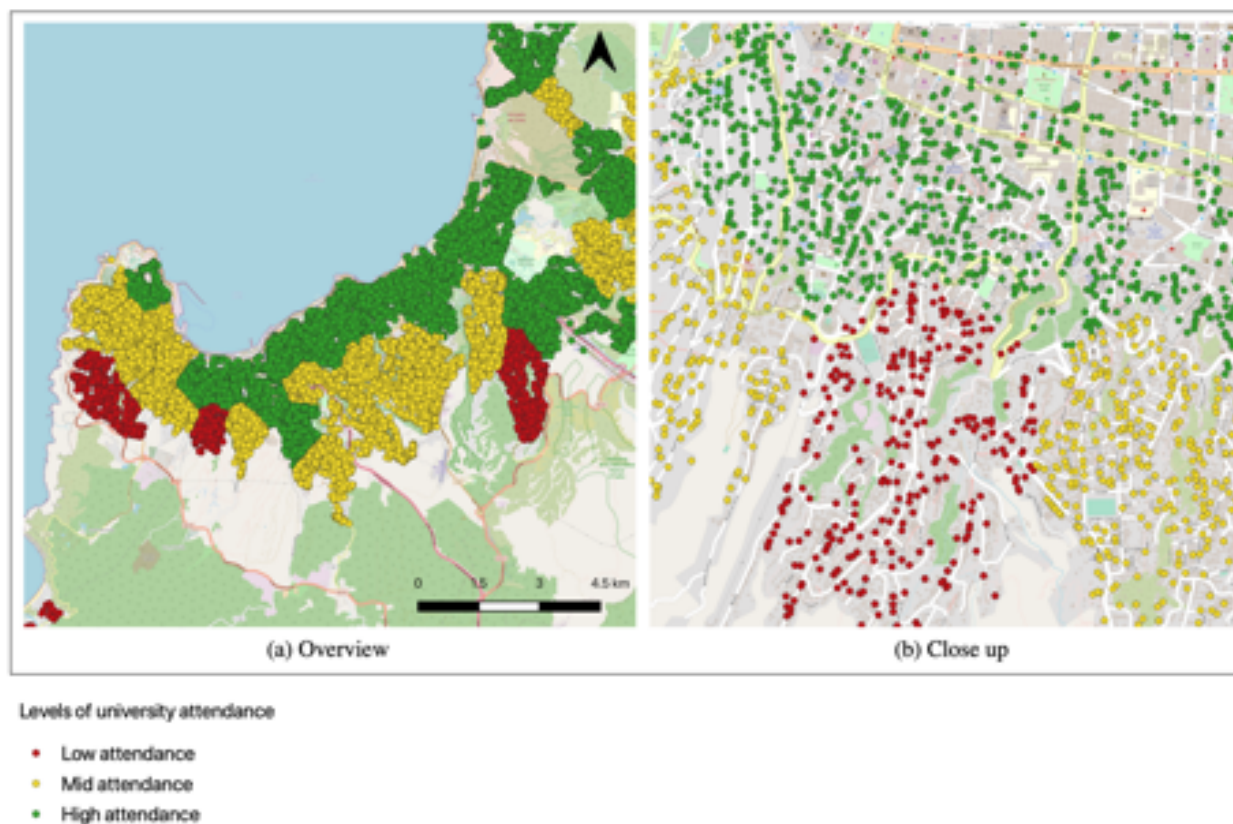 0 1.5 3 4.5 km
(a) Overview
(b) Close up
Levels of university attendance
Low attendance
Mid attendance
High attendance